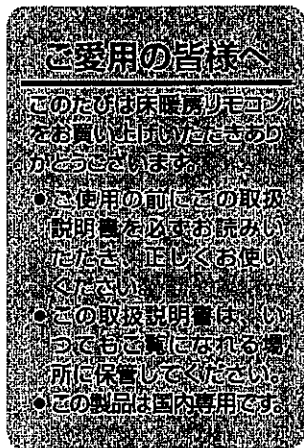 ご愛用の皆様へ
このたびは床暖房リモコン
をお買い上げいただきあり
がとうございます。
●ご使用の前にこの取扱
説明書を必ずお読みい
ただき、正しくお使い
ください。
●この取扱説明書は、い
つでもご覧になれる場
所に保管してください。
●この製品は国内専用です。